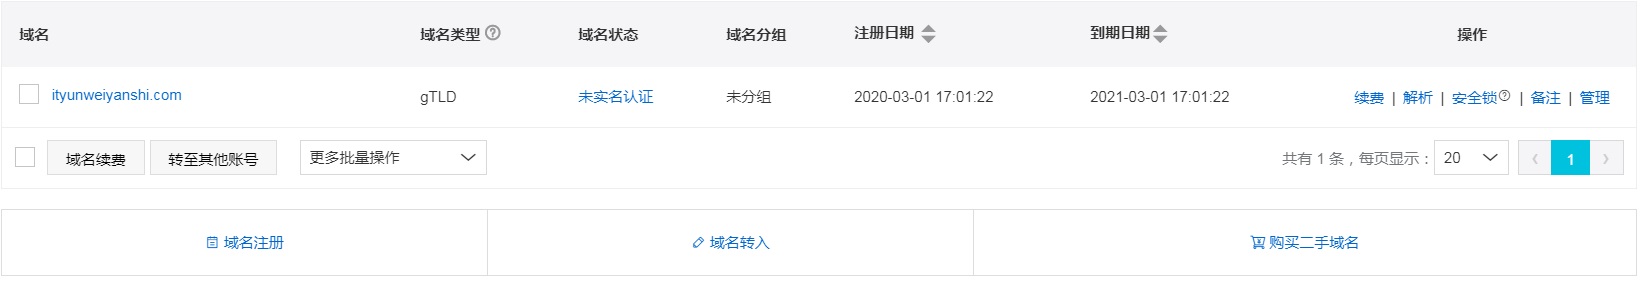 域名 域名类型 域名状态 域名分组 注册日期 到期日期 操作
ityunweiyanshi.com gTLD 未实名认证 未分组 2020-03-01 17:01:22 2021-03-01 17:01:22 续费 | 解析 | 安全锁 | 备注 | 管理
域名续费 转至其他账号 更多批量操作 共有 1 条，每页显示： 20 1
域名注册 域名转入 购买二手域名